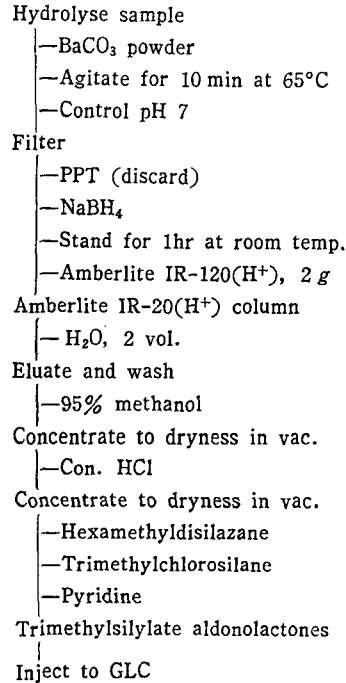 Hydrolyse sample
—BaCO₃ powder
—Agitate for 10 min at 65°C
—Control pH 7
Filter
—PPT (discard)
—NaBH₄
—Stand for 1hr at room temp.
—Amberlite IR-120(H⁺), 2 g
Amberlite IR-20(H⁺) column
—H₂O, 2 vol.
Eluate and wash
—95% methanol
Concentrate to dryness in vac.
—Con. HCl
Concentrate to dryness in vac.
—Hexamethyldisilazane
—Trimethylchlorosilane
—Pyridine
Trimethylsilylate aldonolactones
Inject to GLC